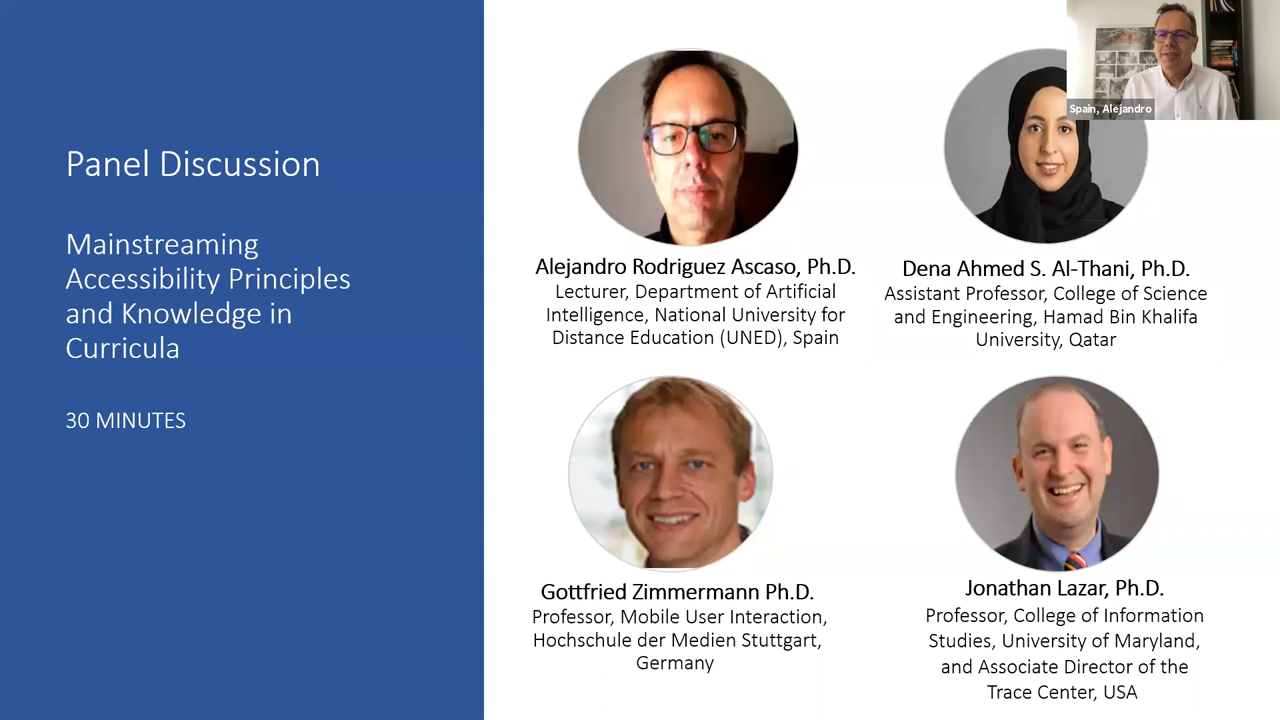 Panel Discussion
Mainstreaming
Accessibility Principles
and Knowledge in
Curricula
30 MINUTES
Spain, Alejandro
Alejandro Rodriguez Ascaso, Ph.D.
Lecturer, Department of Artificial
Intelligence, National University for
Distance Education (UNED), Spain
Dena Ahmed S. Al-Thani, Ph.D.
Assistant Professor, College of Science
and Engineering, Hamad Bin Khalifa
University, Qatar
Gottfried Zimmermann Ph.D.
Professor, Mobile User Interaction,
Hochschule der Medien Stuttgart,
Germany
Jonathan Lazar, Ph.D.
Professor, College of Information
Studies, University of Maryland,
and Associate Director of the
Trace Center, USA